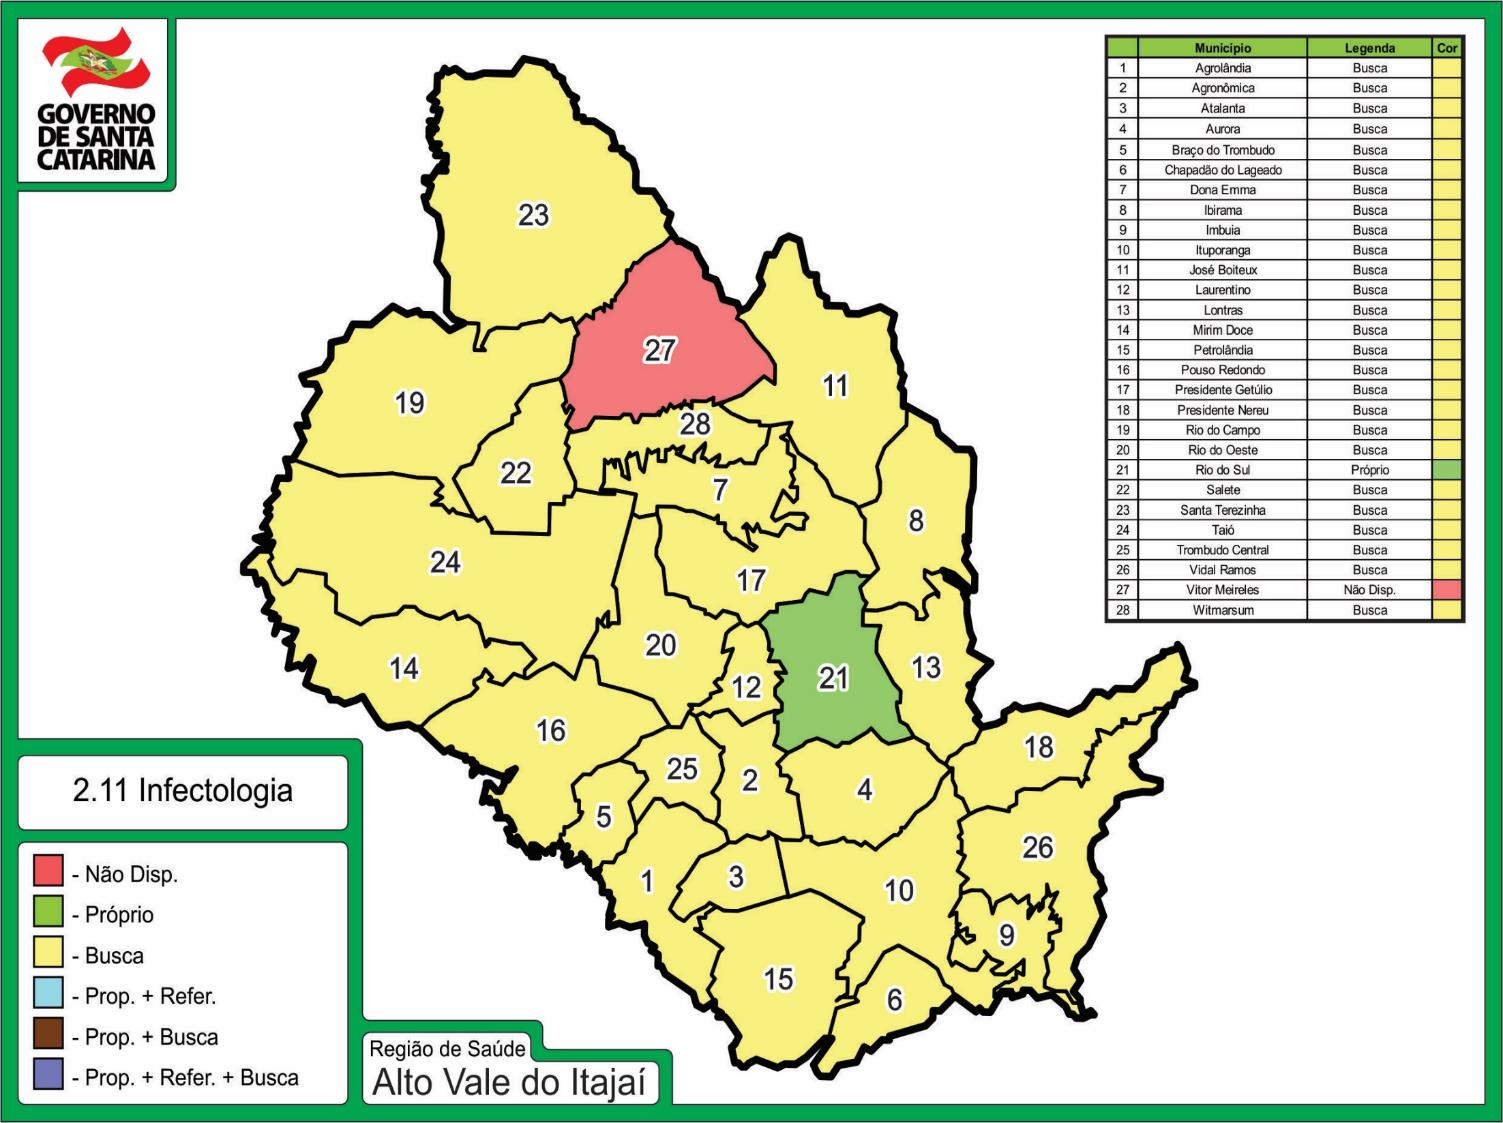 GOVERNO
DE SANTA
CATARINA
Município Legenda Cor
1 Agrolândia Busca
2 Agronômica Busca
3 Atalanta Busca
4 Aurora Busca
5 Braço do Trombudo Busca
6 Chapadão do Lageado Busca
7 Dona Emma Busca
8 Ibirama Busca
9 Imbuia Busca
10 Ituporanga Busca
11 José Boiteux Busca
12 Laurentino Busca
13 Lontras Busca
14 Mirim Doce Busca
15 Petrolândia Busca
16 Pouso Redondo Busca
17 Presidente Getúlio Busca
18 Presidente Nereu Busca
19 Rio do Campo Busca
20 Rio do Oeste Busca
21 Rio do Sul Próprio
22 Salete Busca
23 Santa Terezinha Busca
24 Taió Busca
25 Trombudo Central Busca
26 Vidal Ramos Busca
27 Vitor Meireles Não Disp.
28 Witmarsum Busca
23
27
11
19
28
22
7
8
24
17
20
14
12
21
13
16
18
25
2
4
5
26
1
3
10
9
15
6
2.11 Infectologia
- Não Disp.
- Próprio
- Busca
- Prop. + Refer.
- Prop. + Busca
- Prop. + Refer. + Busca
Região de Saúde
Alto Vale do Itajaí